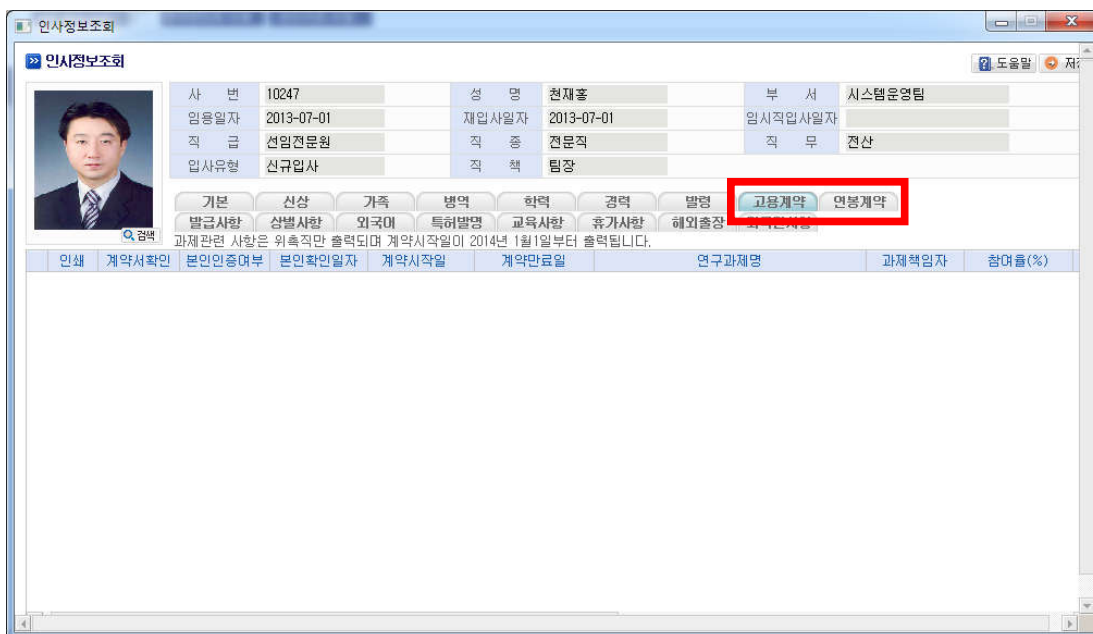 인사정보조회
인사정보조회
도움말
사 번 10247 성 명 천재홍 부 서 시스템운영팀
임용일자 2013-07-01 재입사일자 2013-07-01 임시직입사일자
직 급 선임전문원 직 종 전문직 직 무 전산
입사유형 신규입사 직 책 팀장
기본 신상 가족 병역 학력 경력 발령 고용계약 연봉계약
발급사항 상벌사항 외국어 특허발명 교육사항 휴가사항 해외출장
검색
과제관련 사항은 위촉직만 출력되며 계약시작일이 2014년 1월1일부터 출력됩니다.
인쇄 계약서확인 본인인증여부 본인확인일자 계약시작일 계약만료일 연구과제명 과제책임자 참여율(%)